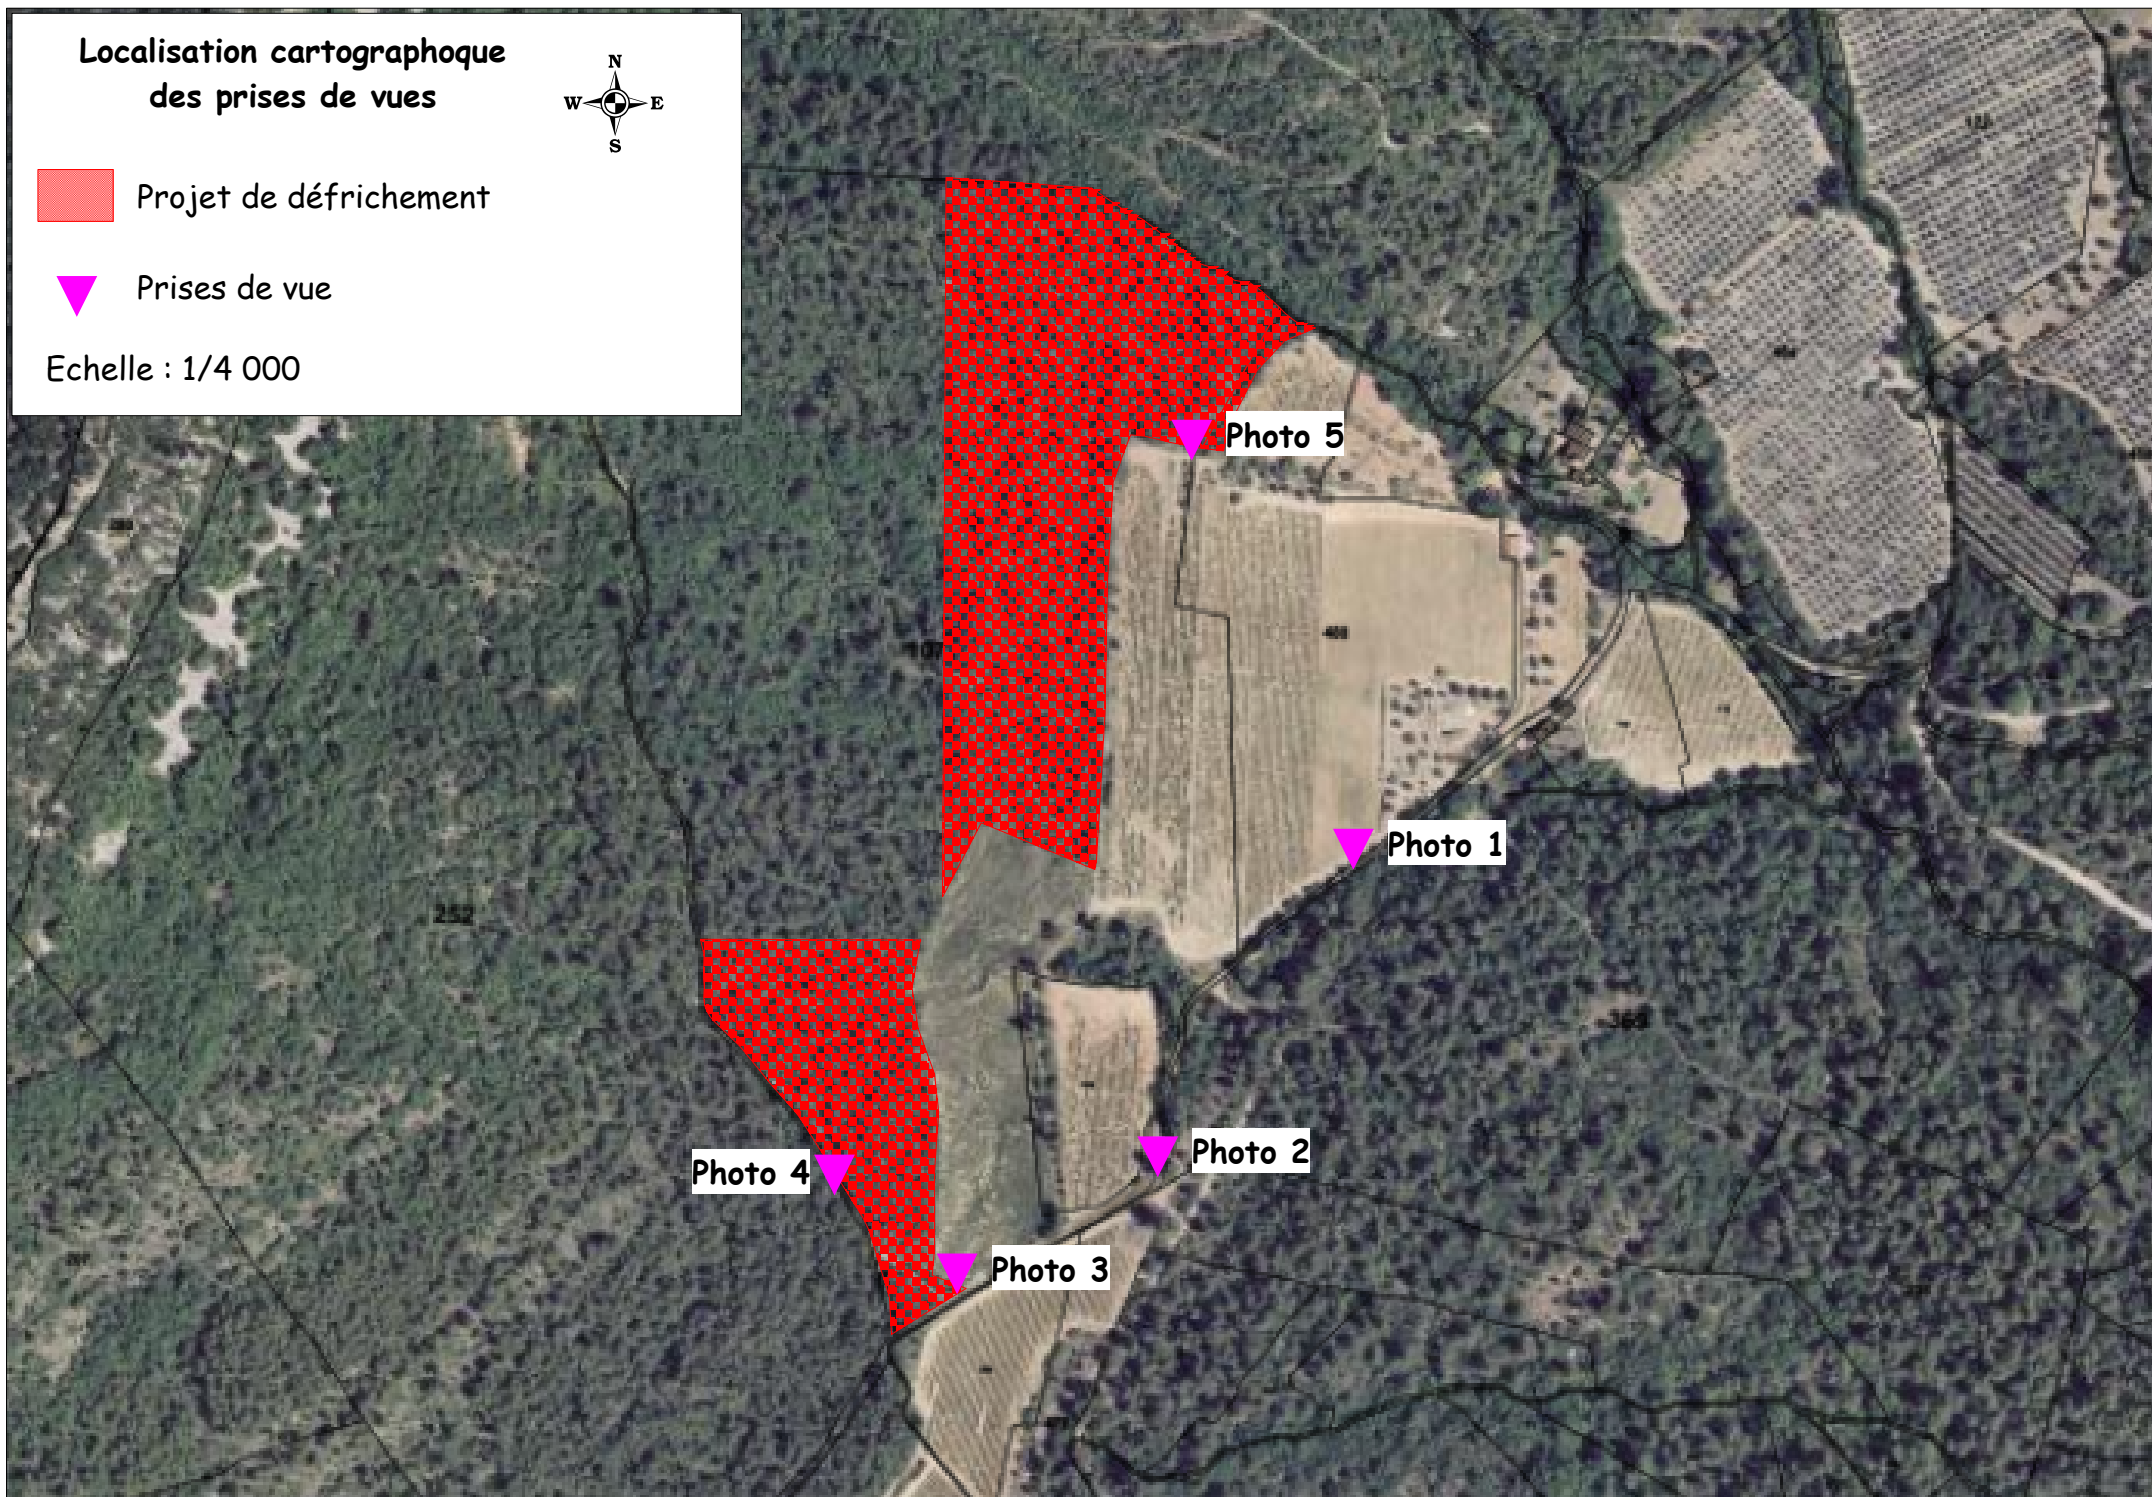 Localisation cartographoque
des prises de vues
N
W E
S
Projet de défrichement
Prises de vue
Echelle : 1/4 000
Photo 5
Photo 1
252
369
Photo 2
Photo 4
Photo 3